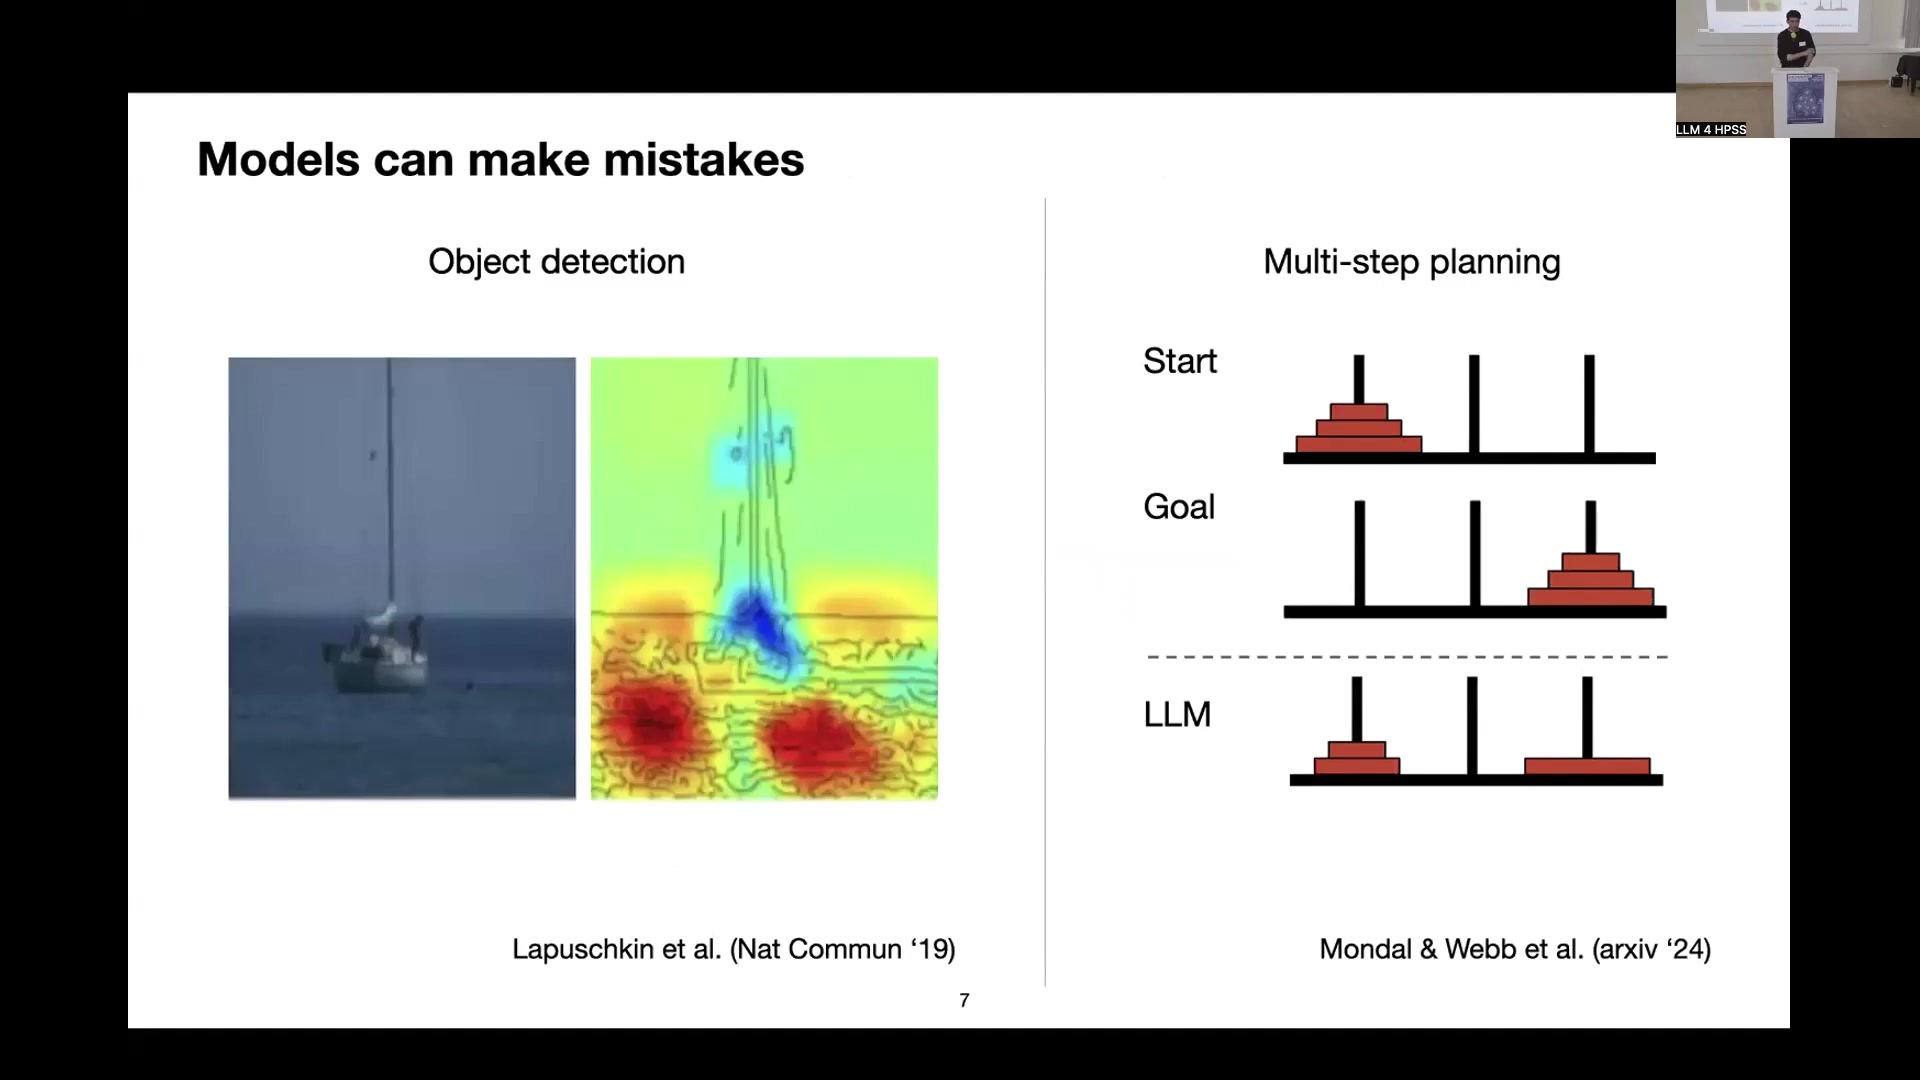 LLM 4 HPSS
Models can make mistakes
Object detection
Multi-step planning
Start
Goal
LLM
Lapuschkin et al. (Nat Commun ‘19)
Mondal & Webb et al. (arxiv ‘24)
7